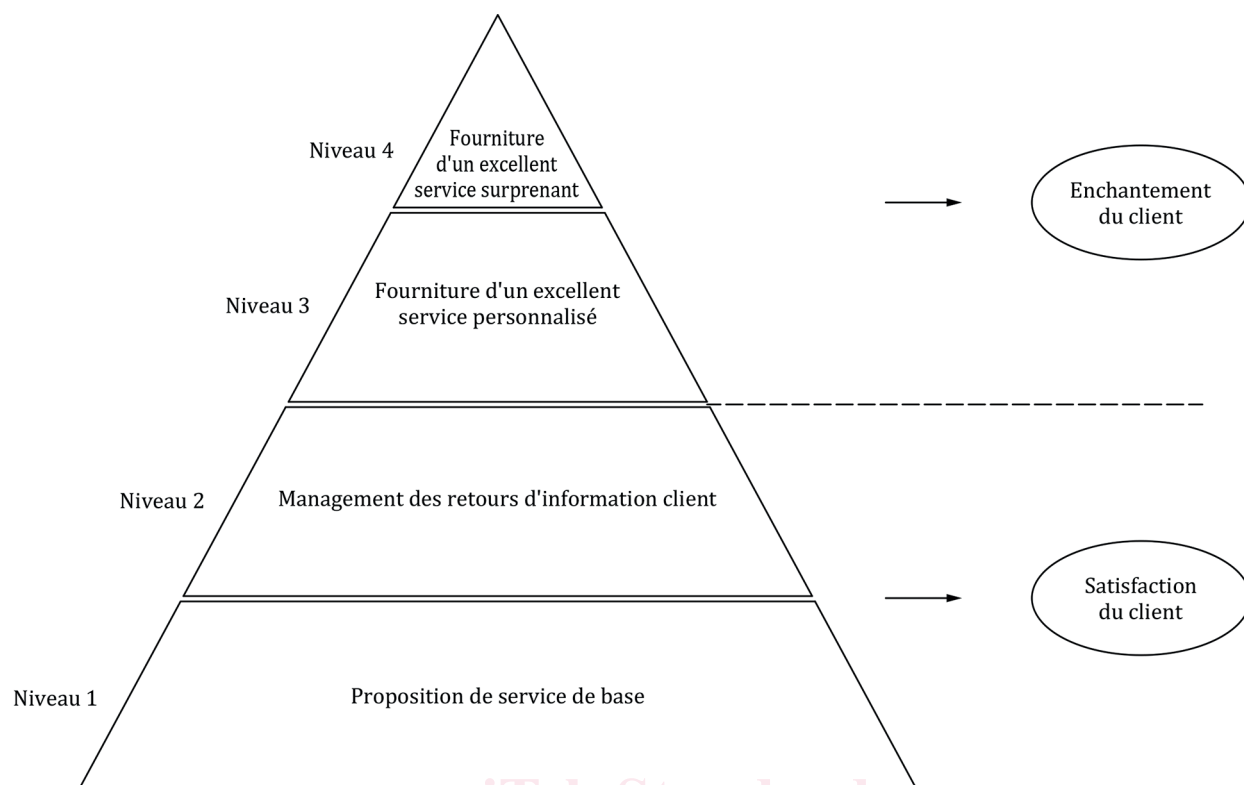 Niveau 4
Fourniture
d'un excellent
service surprenant
Enchantement
du client
Niveau 3
Fourniture d'un excellent
service personnalisé
Niveau 2
Management des retours d'information client
Satisfaction
du client
Niveau 1
Proposition de service de base